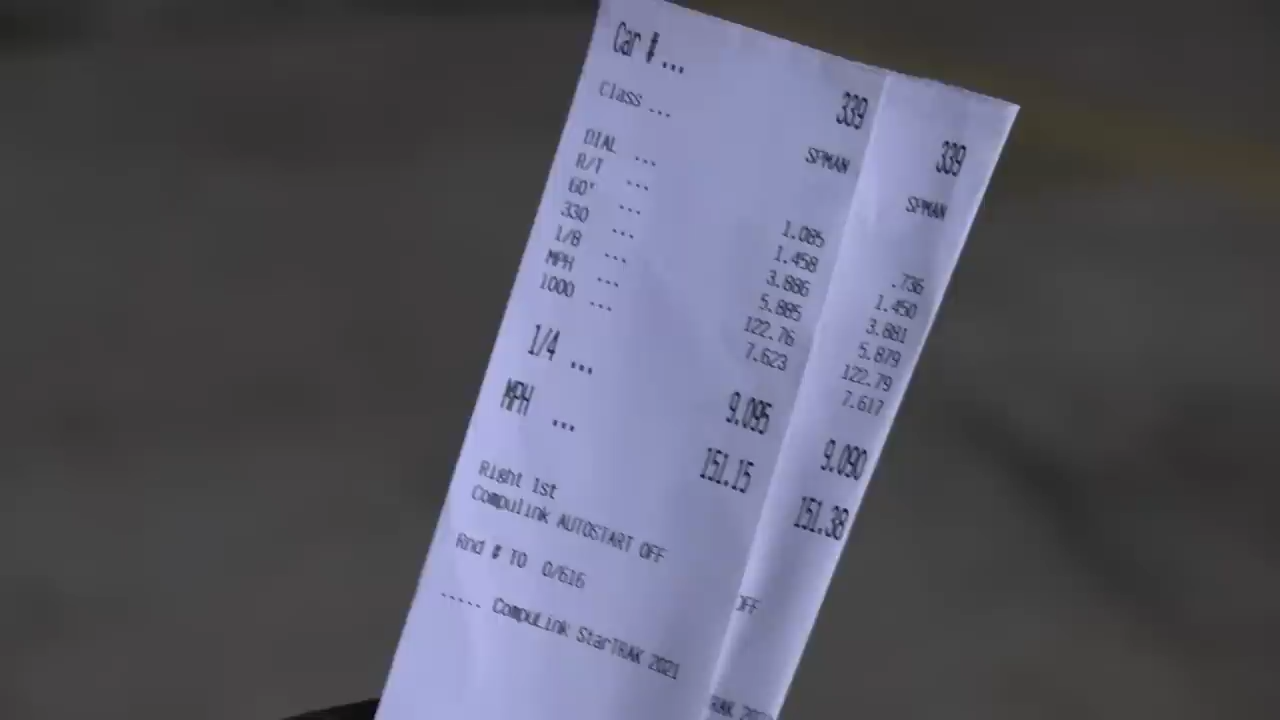 Car # ... 339
Class ... SPMAN
DIAL ...
R/T ... 1.085
60' ... 1.458
330 ... 3.886
1/8 ... 5.885
MPH ... 122.76
1000 ... 7.623
1/4 ... 9.095
MPH ... 151.15
Right 1st
Compulink AUTOSTART OFF
Rnd # TO 0/616
----- CompuLink StarTRAK 2021
339
SPMAN
.736
1.450
3.881
5.879
122.79
7.617
9.090
151.38
OFF
RAK 202